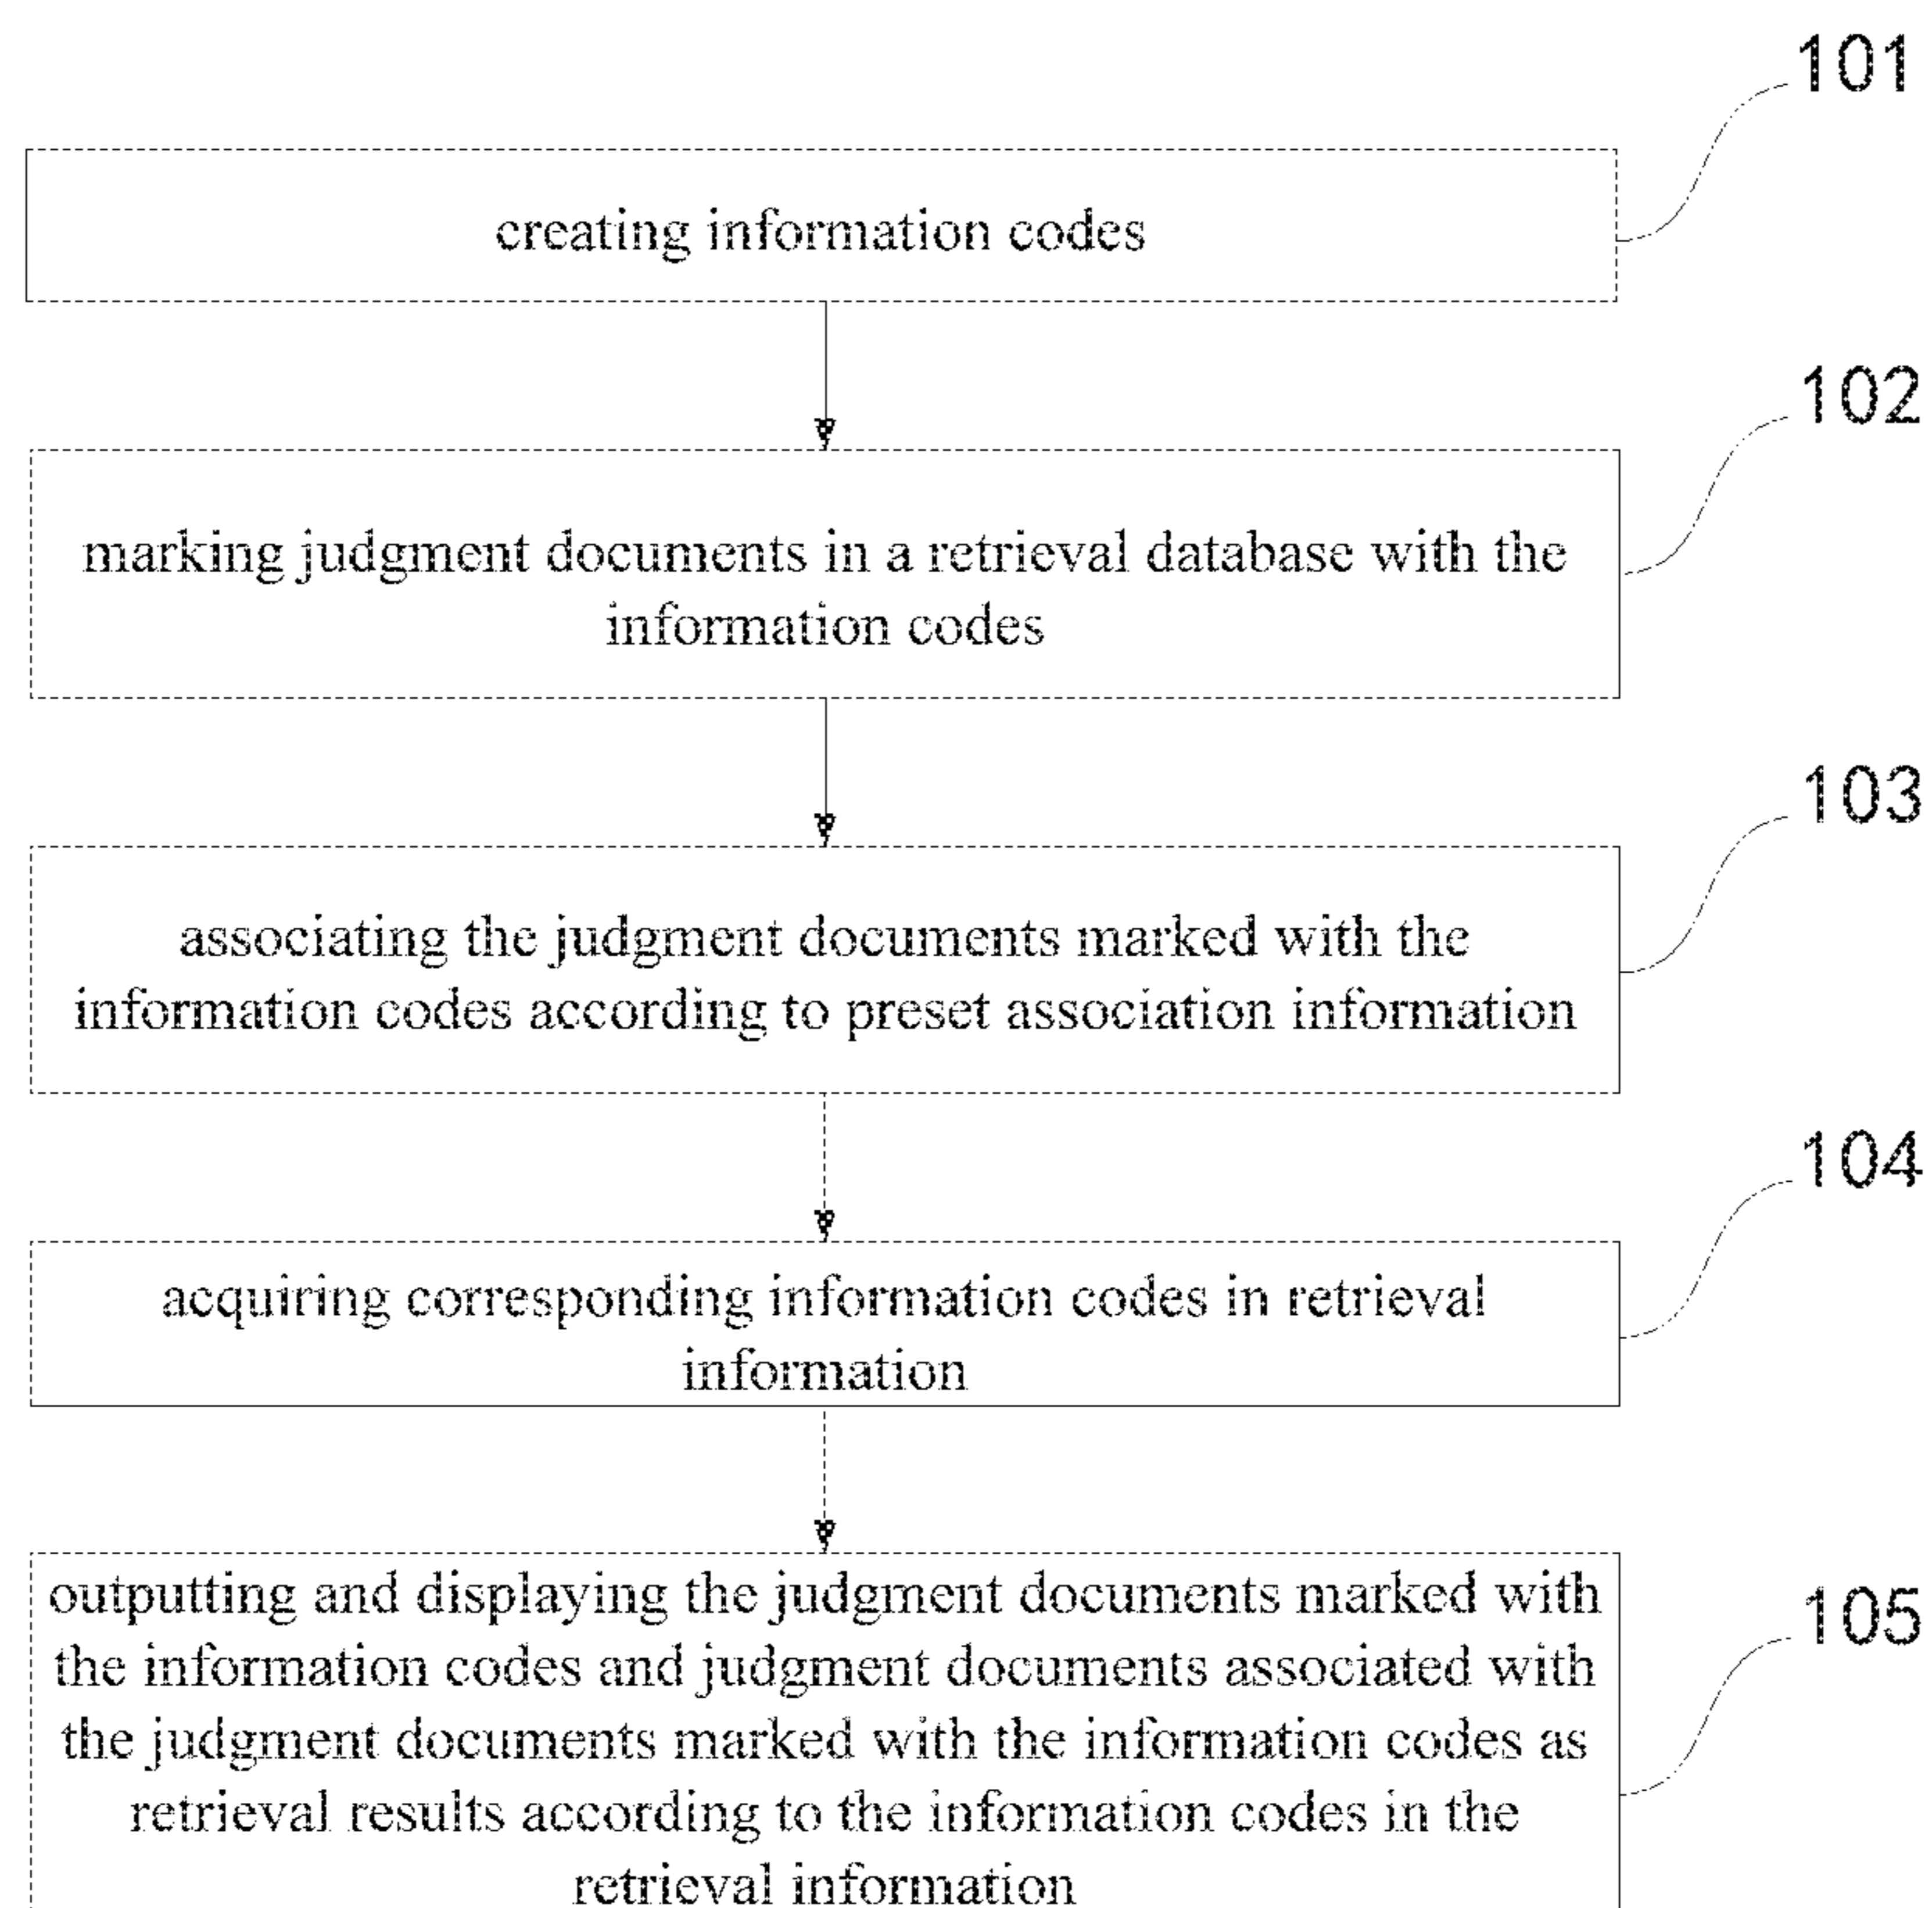 101
creating information codes
102
marking judgment documents in a retrieval database with the
information codes
103
associating the judgment documents marked with the
information codes according to preset association information
104
acquiring corresponding information codes in retrieval
information
105
outputting and displaying the judgment documents marked with
the information codes and judgment documents associated with
the judgment documents marked with the information codes as
retrieval results according to the information codes in the
retrieval information